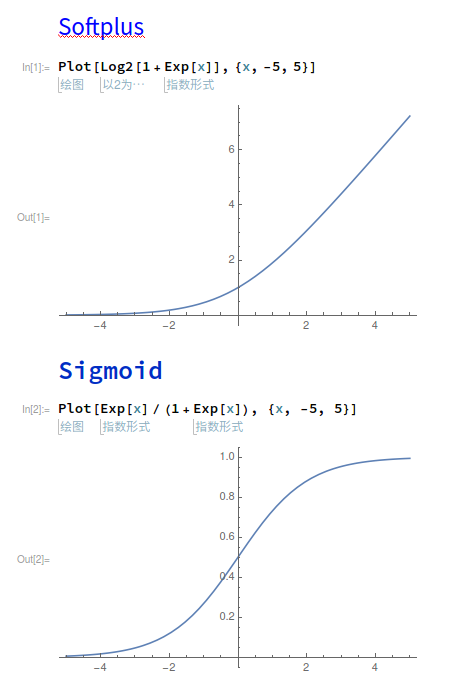 Softplus
In[1]:= Plot[Log2[1 + Exp[x]], {x, -5, 5}]
绘图 以2为⋯ 指数形式
6
4
Out[1]=
2
-4 -2 2 4
Sigmoid
In[2]:= Plot[Exp[x] / (1 + Exp[x]), {x, -5, 5}]
绘图 指数形式 指数形式
1.0
0.8
0.6
Out[2]=
0.4
0.2
-4 -2 2 4